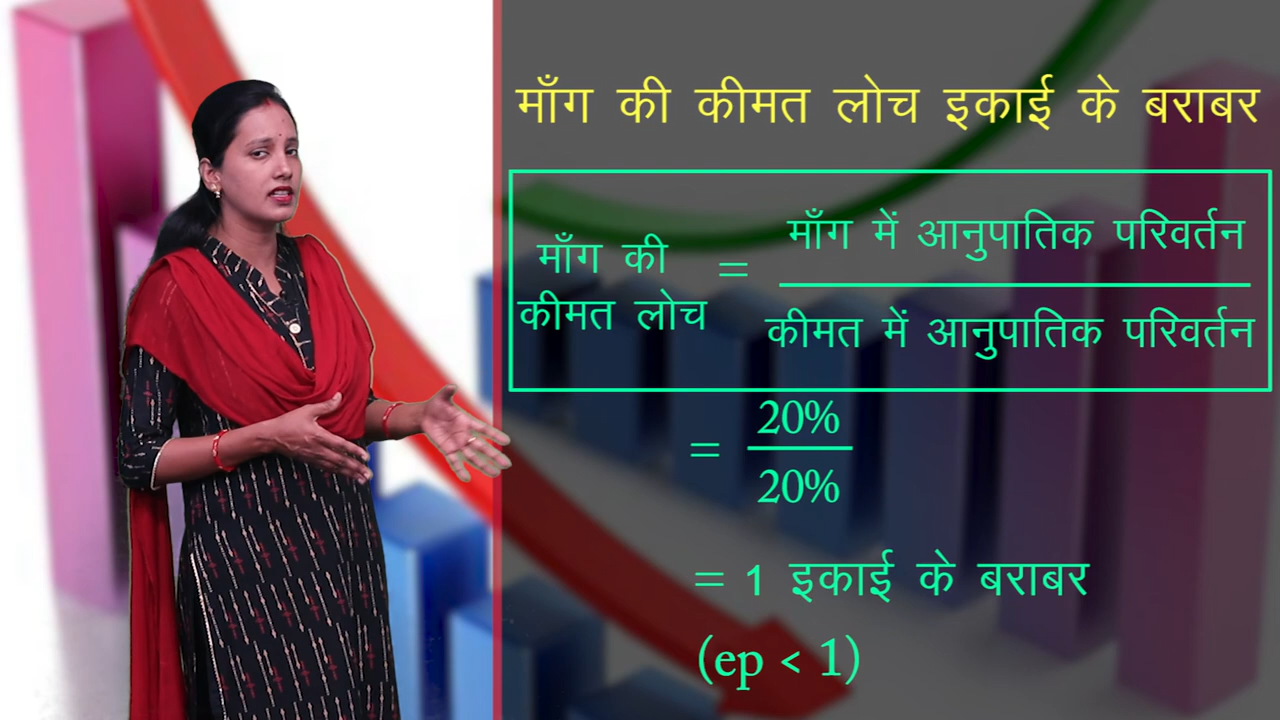 माँग की कीमत लोच इकाई के बराबर
माँग की
कीमत लोच
=
माँग में आनुपातिक परिवर्तन
कीमत में आनुपातिक परिवर्तन
= 20%
20%
= 1 इकाई के बराबर
(ep < 1)